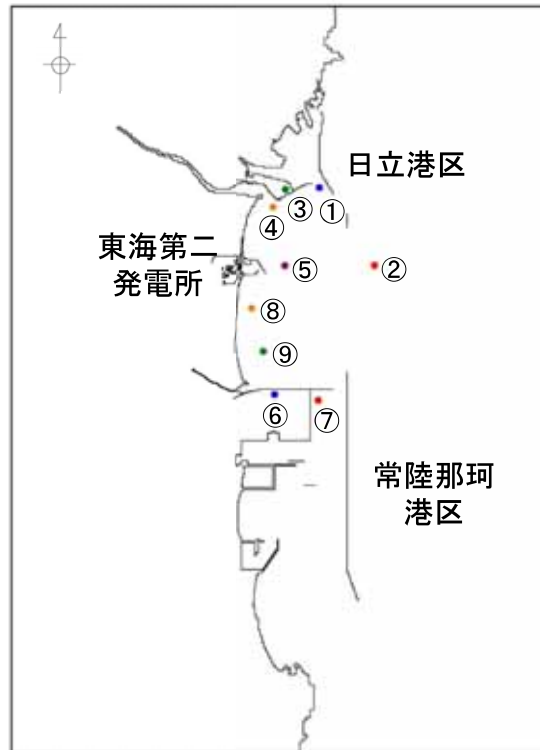 日立港区
③
①
④
東海第二
発電所
⑤
②
⑧
⑨
⑥
⑦
常陸那珂
港区